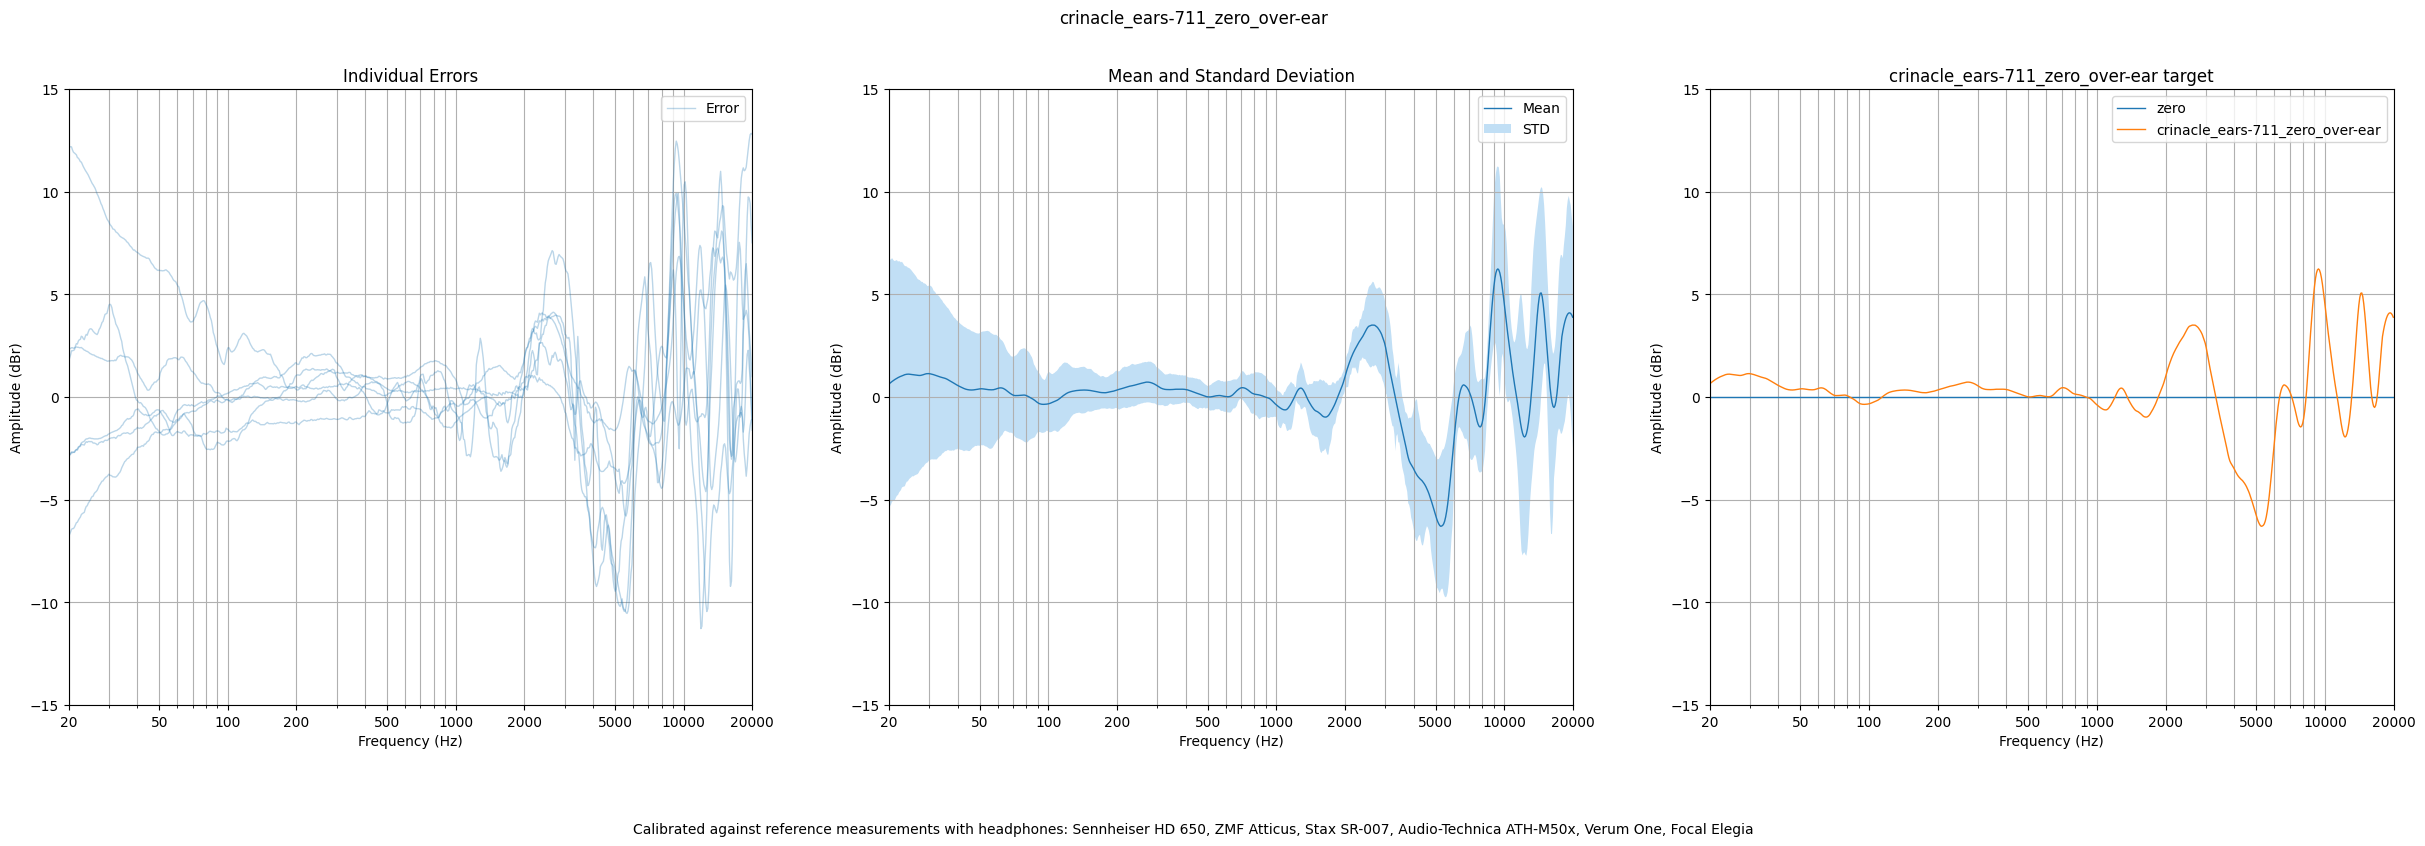 crinacle_ears-711_zero_over-ear
Individual Errors
15
10
5
0
−5
−10
−15
Amplitude (dBr)
20 50 100 200 500 1000 2000 5000 10000 20000
Frequency (Hz)
Error
Mean and Standard Deviation
15
10
5
0
−5
−10
−15
Amplitude (dBr)
20 50 100 200 500 1000 2000 5000 10000 20000
Frequency (Hz)
Mean
STD
crinacle_ears-711_zero_over-ear target
15
10
5
0
−5
−10
−15
Amplitude (dBr)
20 50 100 200 500 1000 2000 5000 10000 20000
Frequency (Hz)
zero
crinacle_ears-711_zero_over-ear
Calibrated against reference measurements with headphones: Sennheiser HD 650, ZMF Atticus, Stax SR-007, Audio-Technica ATH-M50x, Verum One, Focal Elegia